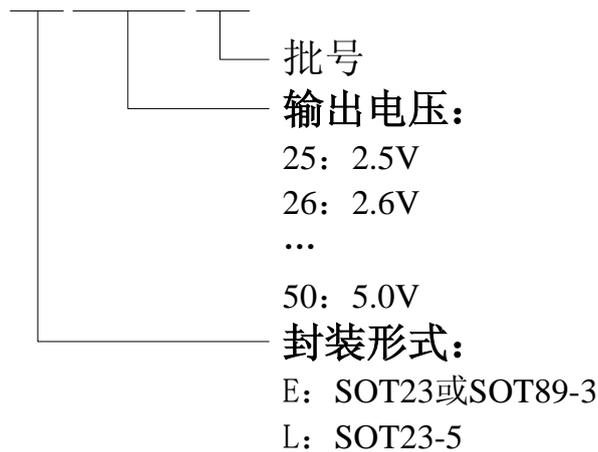 批号
输出电压：
25：2.5V
26：2.6V
…
50：5.0V
封装形式：
E：SOT23或SOT89-3
L：SOT23-5